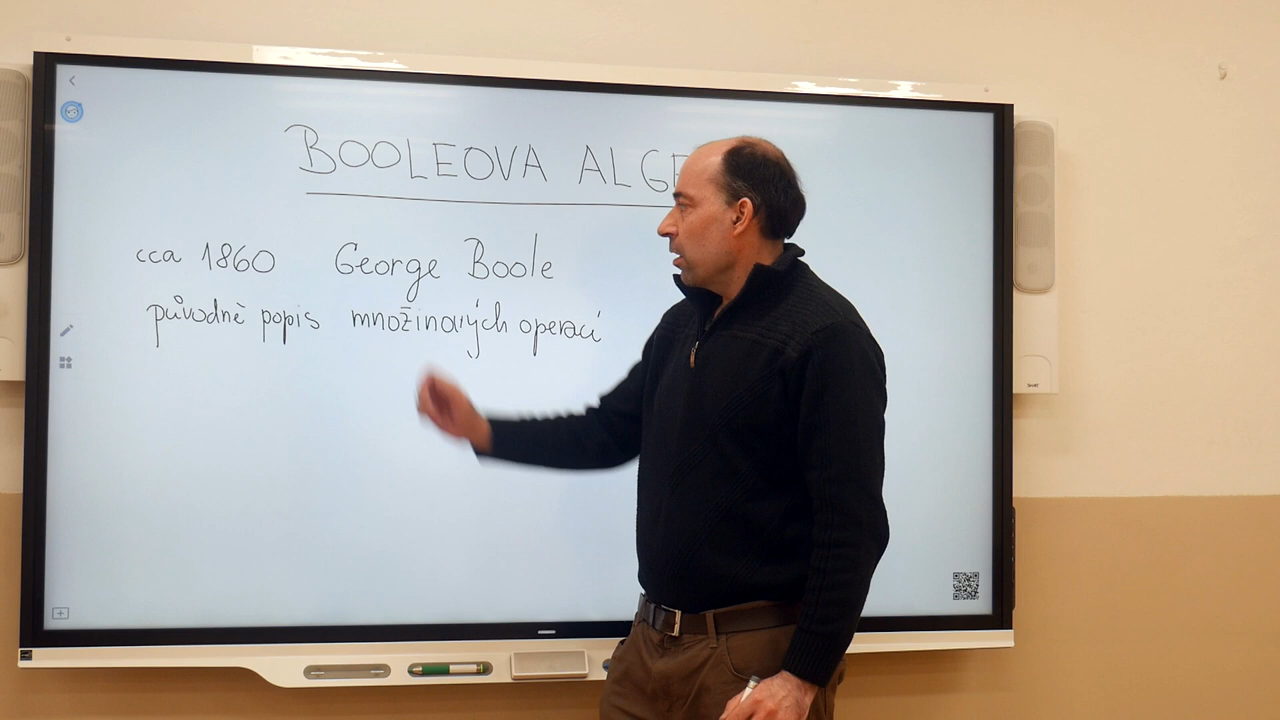 BOOLEOVA ALGE
cca 1860 George Boole
původně popis množinových operací